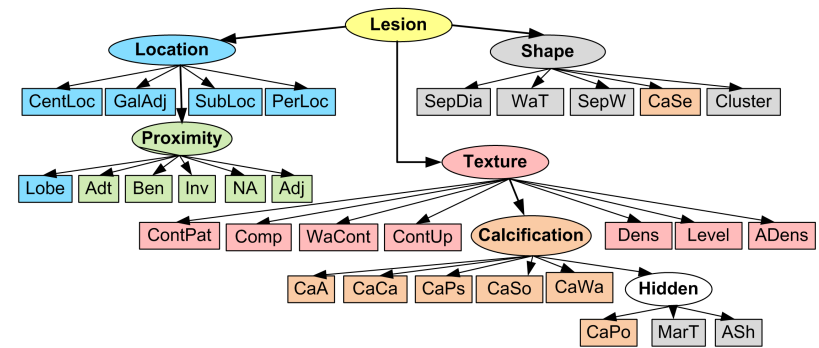 Lesion
Location
Shape
CentLoc GalAdj SubLoc PerLoc
SepDia WaT SepW CaSe Cluster
Proximity
Texture
Lobe Adt Ben Inv NA Adj
ContPat Comp WaCont ContUp Calcification Dens Level ADens
CaA CaCa CaPs CaSo CaWa Hidden
CaPo MarT ASh